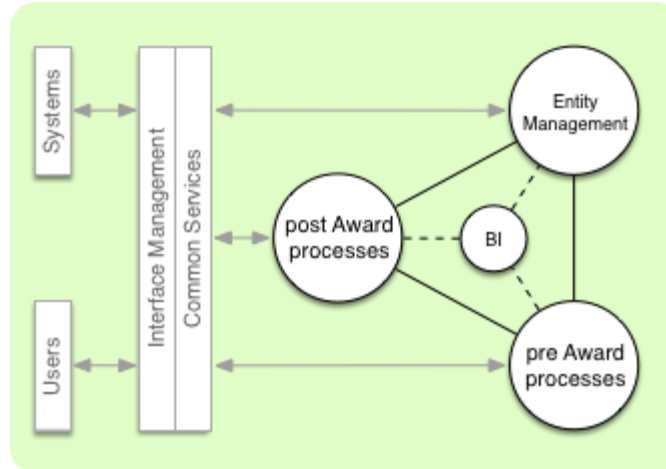 Systems
Users
Interface Management
Common Services
Entity
Management
post Award
processes
BI
pre Award
processes